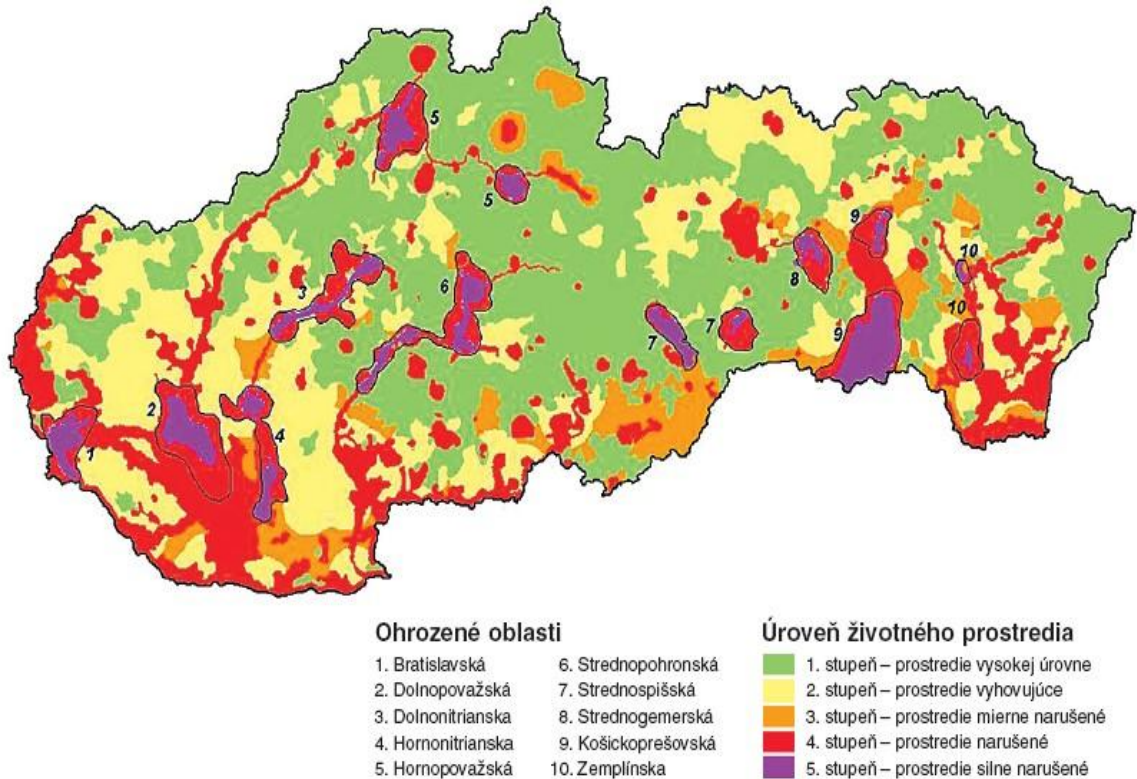 5
5
9
10
8
3
6
10
7
7
9
2
4
1
Ohrozené oblasti
1. Bratislavská
2. Dolnopovažská
3. Dolnonitrianska
4. Hornonitrianska
5. Hornopovažská
6. Strednopohronská
7. Strednospišská
8. Strednogemerská
9. Košickoprešovská
10. Zemplínska
Úroveň životného prostredia
1. stupeň – prostredie vysokej úrovne
2. stupeň – prostredie vyhovujúce
3. stupeň – prostredie mierne narušené
4. stupeň – prostredie narušené
5. stupeň – prostredie silne narušené